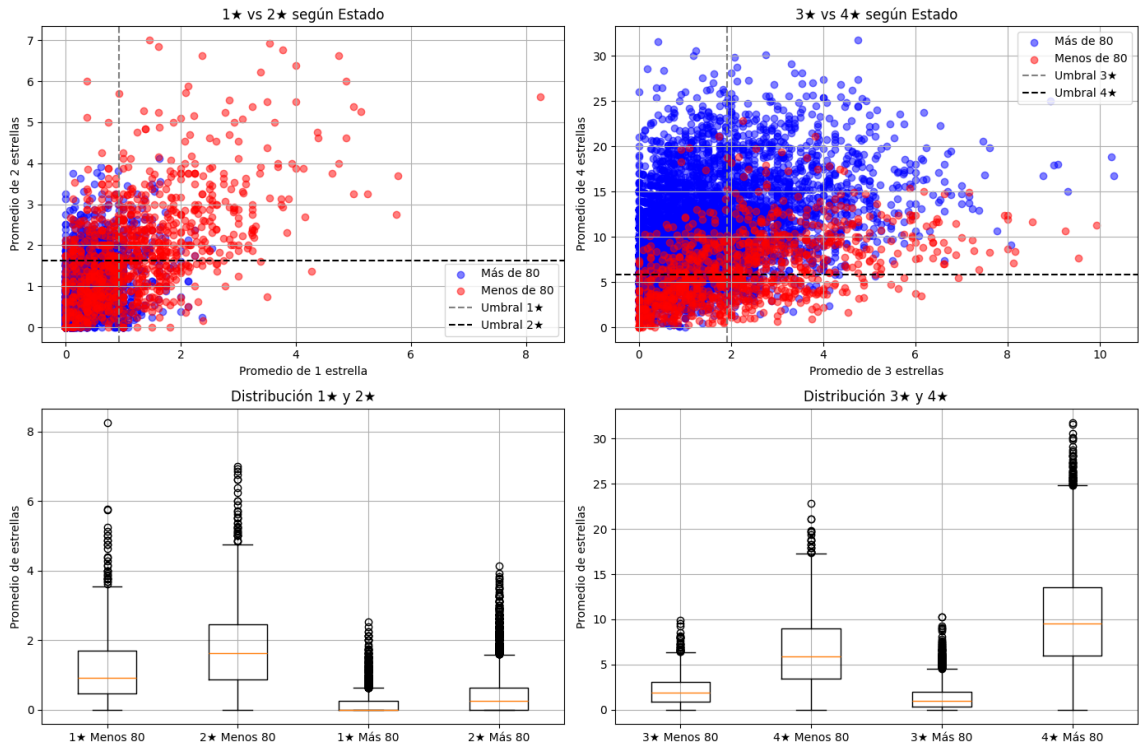 1★ vs 2★ según Estado
Promedio de 2 estrellas
7
6
5
4
3
2
1
0
Más de 80
Menos de 80
Umbral 1★
Umbral 2★
0
2
4
6
8
Promedio de 1 estrella
3★ vs 4★ según Estado
Promedio de 4 estrellas
30
25
20
15
10
5
0
Más de 80
Menos de 80
Umbral 3★
Umbral 4★
0
2
4
6
8
10
Promedio de 3 estrellas
Distribución 1★ y 2★
Promedio de estrellas
8
6
4
2
0
1★ Menos 80
2★ Menos 80
1★ Más 80
2★ Más 80
Distribución 3★ y 4★
Promedio de estrellas
30
25
20
15
10
5
0
3★ Menos 80
4★ Menos 80
3★ Más 80
4★ Más 80